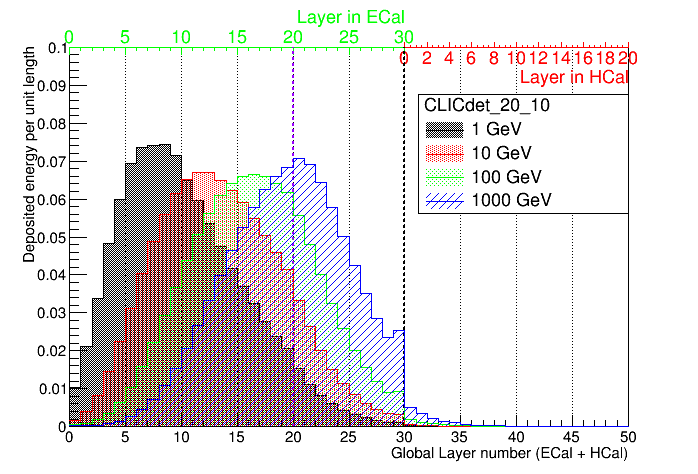 Layer in ECal
0 5 10 15 20 25 30
0 2 4 6 8 10 12 14 16 18 20
Layer in HCal
Deposited energy per unit length
0.1
0.09
0.08
0.07
0.06
0.05
0.04
0.03
0.02
0.01
0
CLICdet_20_10
1 GeV
10 GeV
100 GeV
1000 GeV
0 5 10 15 20 25 30 35 40 45 50
Global Layer number (ECal + HCal)